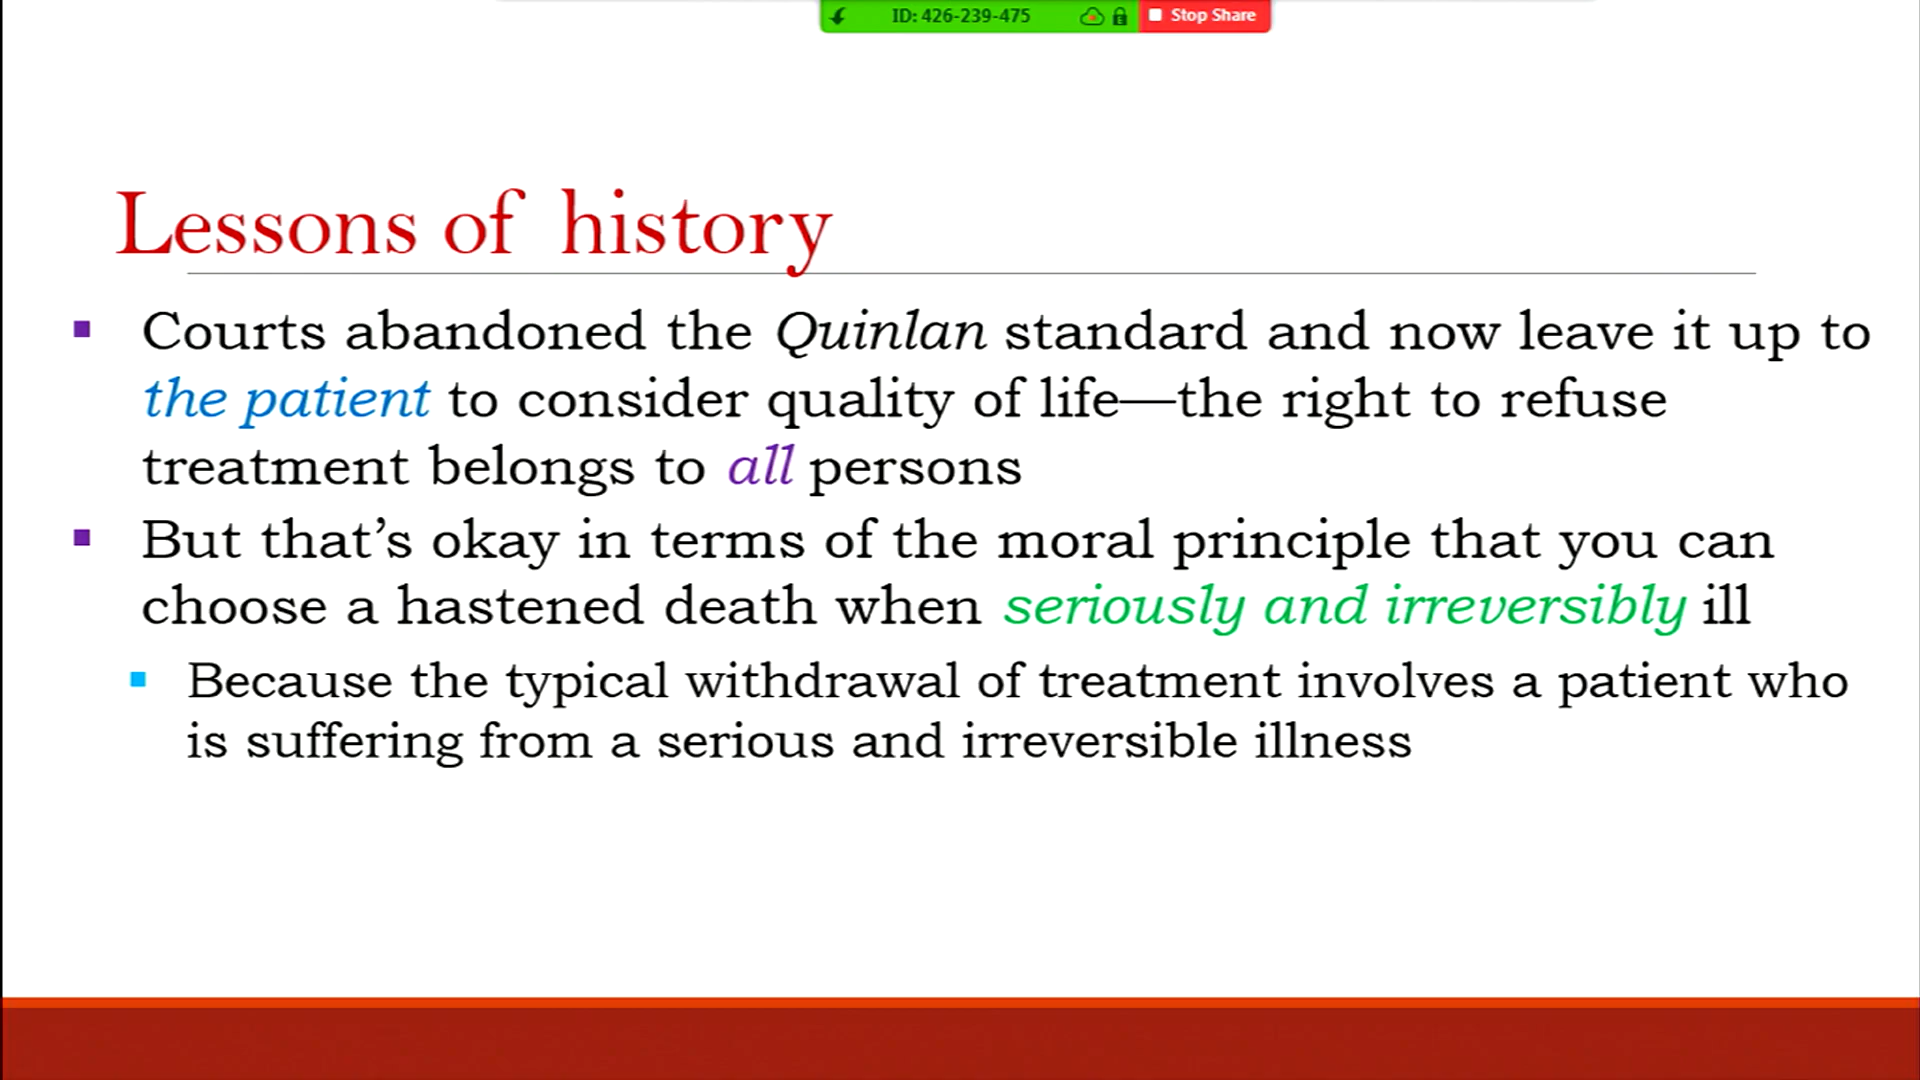 ID: 426-239-475 Stop Share
Lessons of history
Courts abandoned the Quinlan standard and now leave it up to
the patient to consider quality of life—the right to refuse
treatment belongs to all persons
But that’s okay in terms of the moral principle that you can
choose a hastened death when seriously and irreversibly ill
Because the typical withdrawal of treatment involves a patient who
is suffering from a serious and irreversible illness